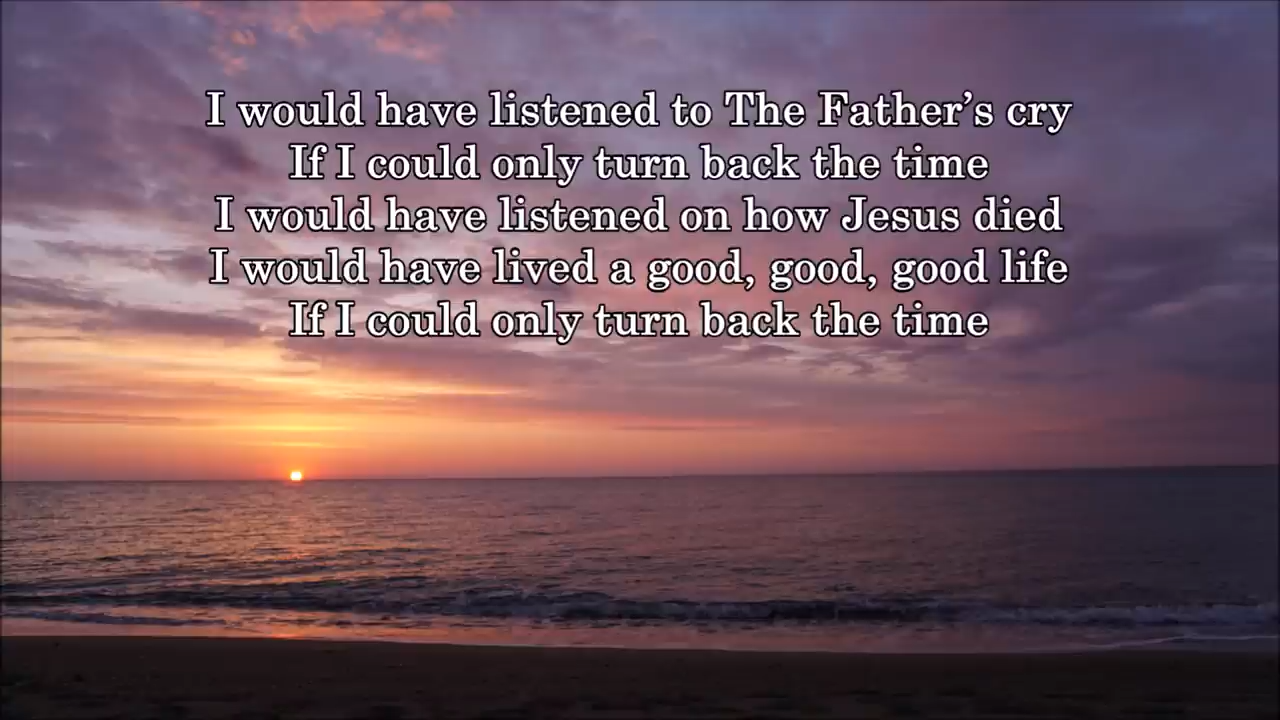 I would have listened to The Father’s cry
If I could only turn back the time
I would have listened on how Jesus died
I would have lived a good, good, good life
If I could only turn back the time